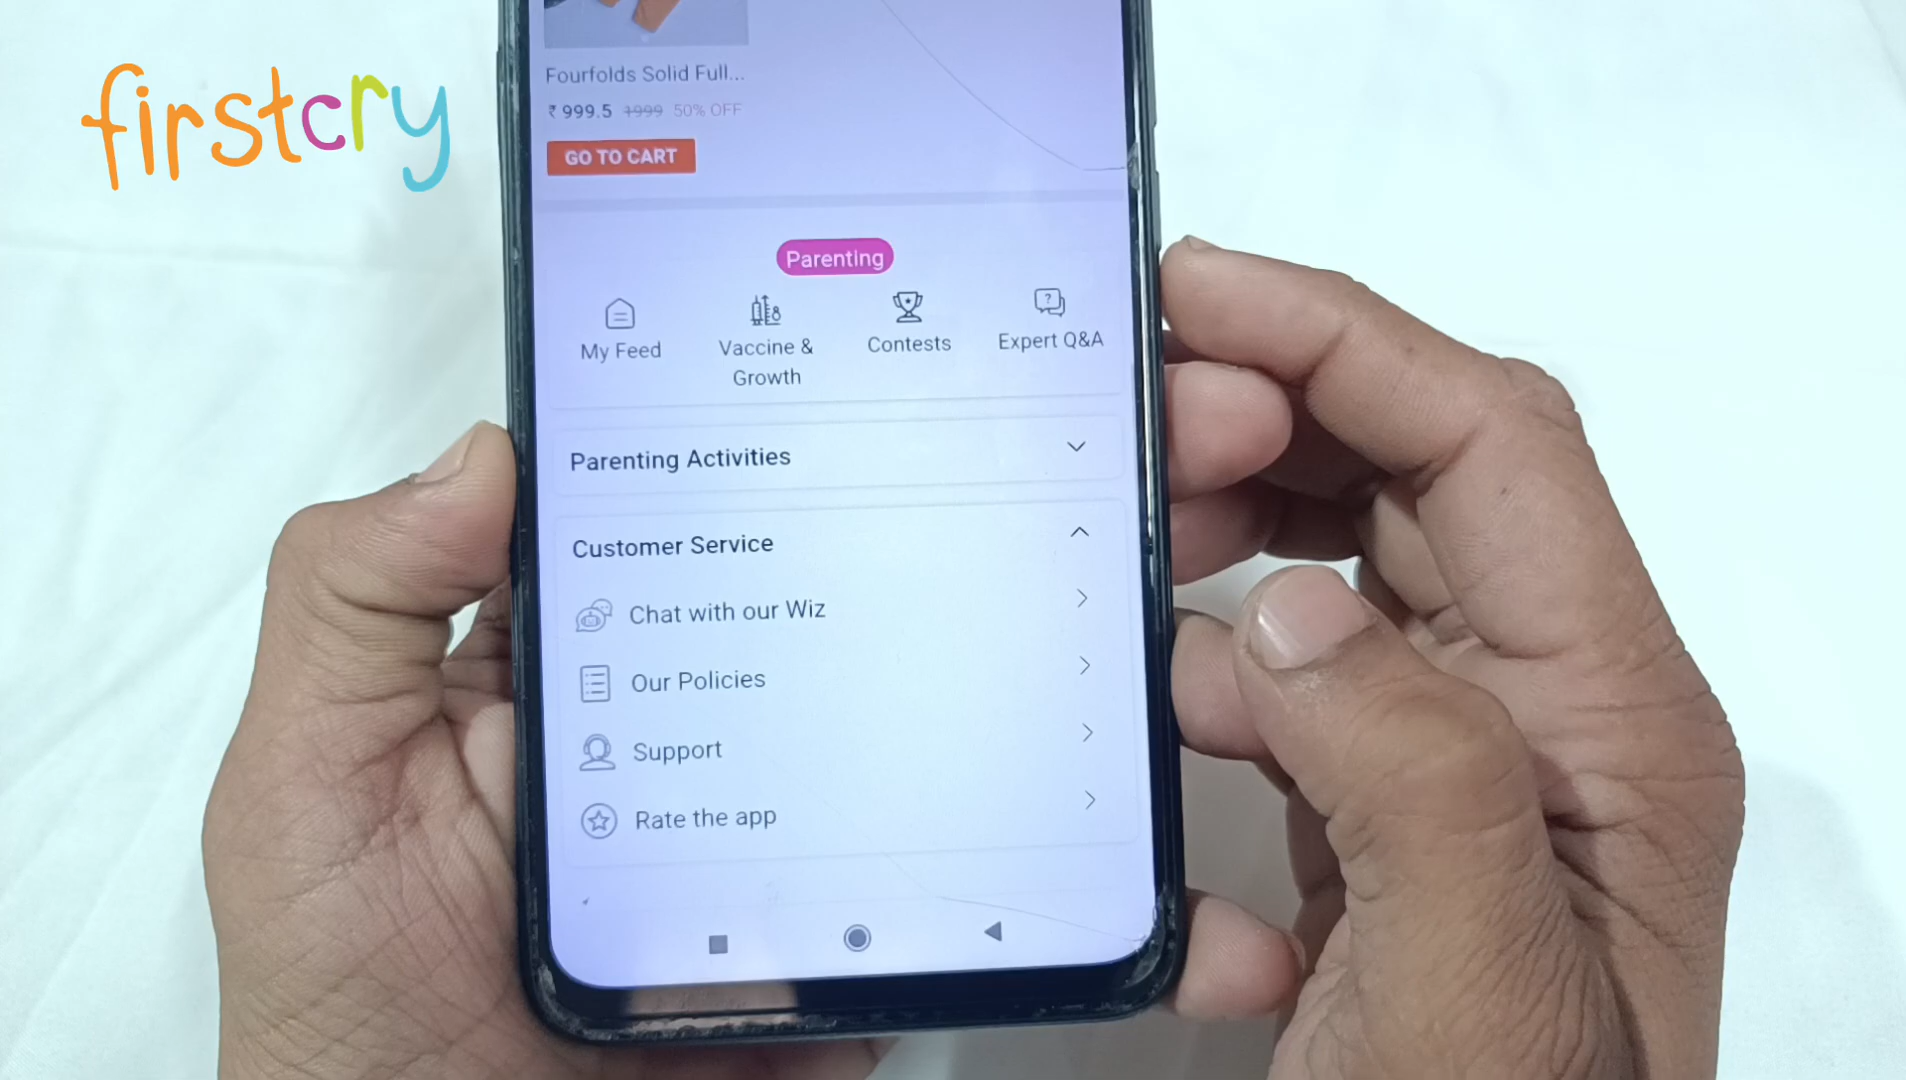 firstcry
Fourfolds Solid Full...
₹ 999.5 1999 50% OFF
GO TO CART
Parenting
My Feed
Vaccine &
Growth
Contests
Expert Q&A
Parenting Activities
Customer Service
Chat with our Wiz
Our Policies
Support
Rate the app